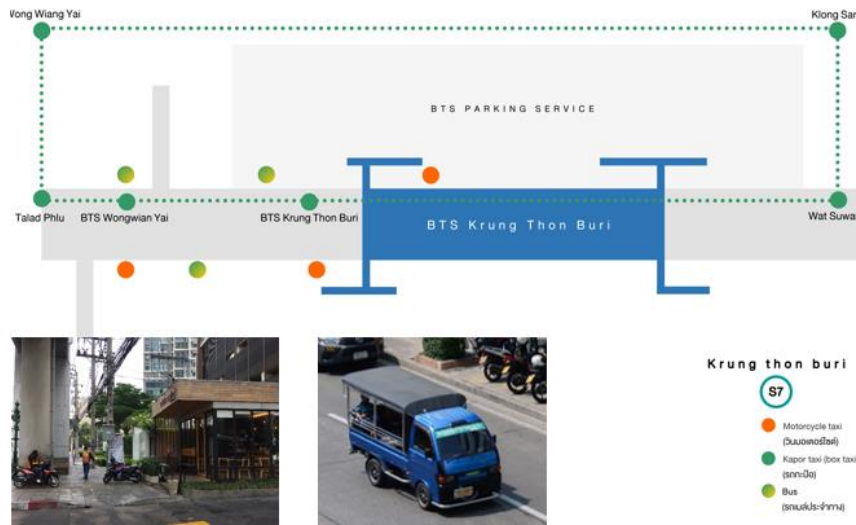 Wong Wiang Yai
Klong San
BTS PARKING SERVICE
Talad Phlu
BTS Wongwian Yai
BTS Krung Thon Buri
BTS Krung Thon Buri
Wat Suwa
Krung thon buri
S7
Motorcycle taxi
(วินมอเตอร์ไซต์)
Kapor taxi (box taxi
(รถกะป๊อ)
Bus
(รถเมล์ประจำทาง)